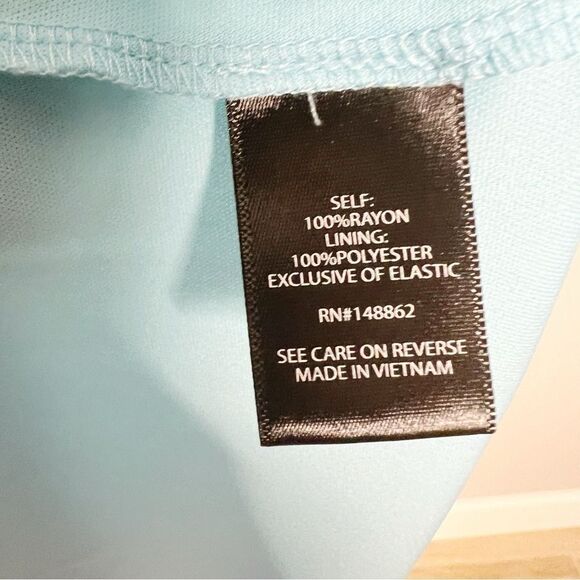 SELF:
100%RAYON
LINING:
100%POLYESTER
EXCLUSIVE OF ELASTIC
RN#148862
SEE CARE ON REVERSE
MADE IN VIETNAM